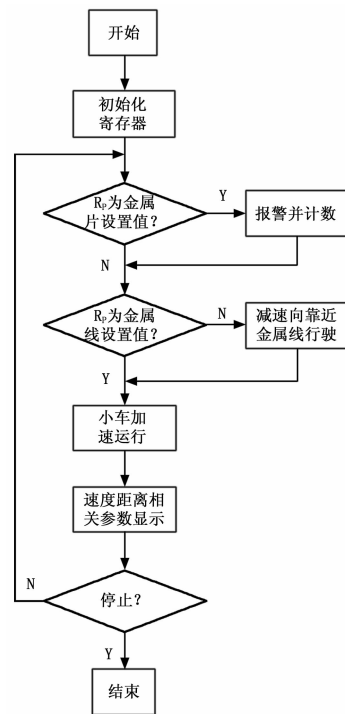 开始
初始化
寄存器
RP为金属
片设置值?
Y
报警并计数
N
RP为金属
线设置值?
N
减速向靠近
金属线行驶
Y
小车加
速运行
速度距离相
关参数显示
N
停止?
Y
结束